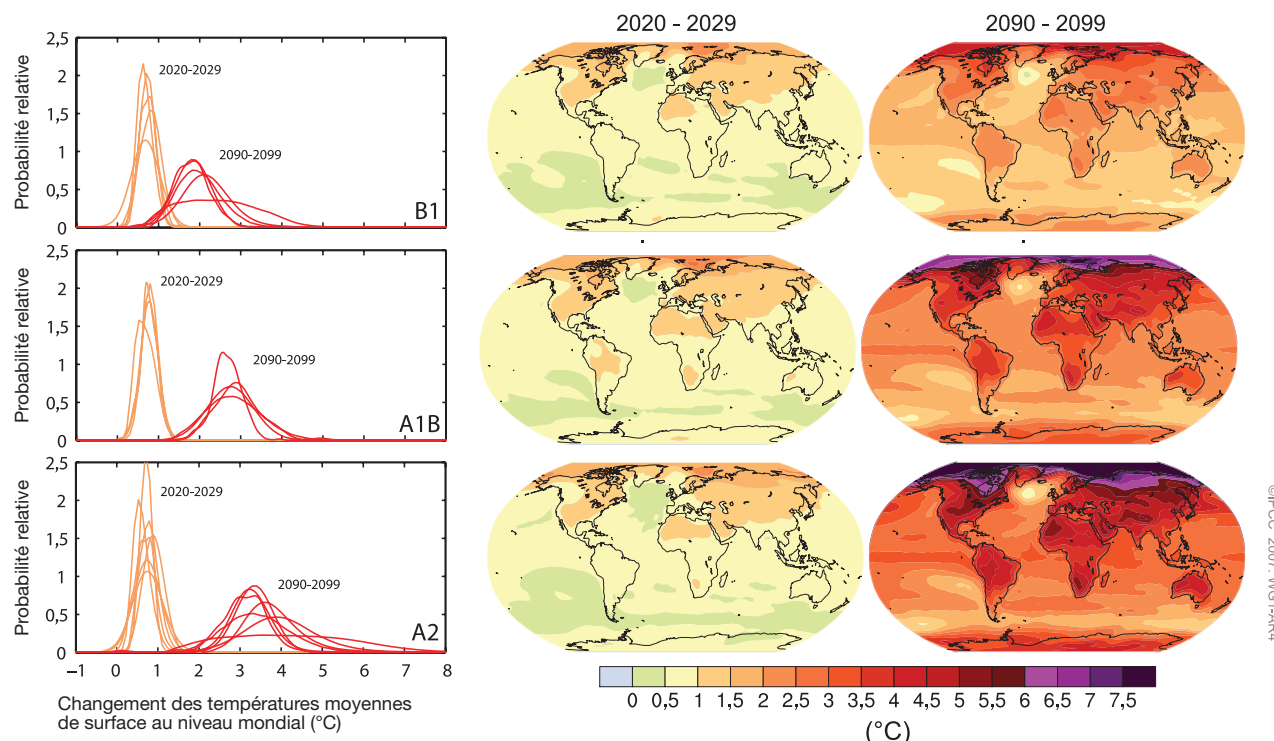 2020 - 2029
2090 - 2099
Probabilité relative
2,5
2
1,5
1
0,5
0
2020-2029
2090-2099
B1
Probabilité relative
2,5
2
1,5
1
0,5
0
2020-2029
2090-2099
A1B
Probabilité relative
2,5
2
1,5
1
0,5
0
2020-2029
2090-2099
A2
–1 0 1 2 3 4 5 6 7 8
Changement des températures moyennes
de surface au niveau mondial (°C)
0 0,5 1 1,5 2 2,5 3 3,5 4 4,5 5 5,5 6 6,5 7 7,5
(°C)
©IPCC 2007: WG1-AR4